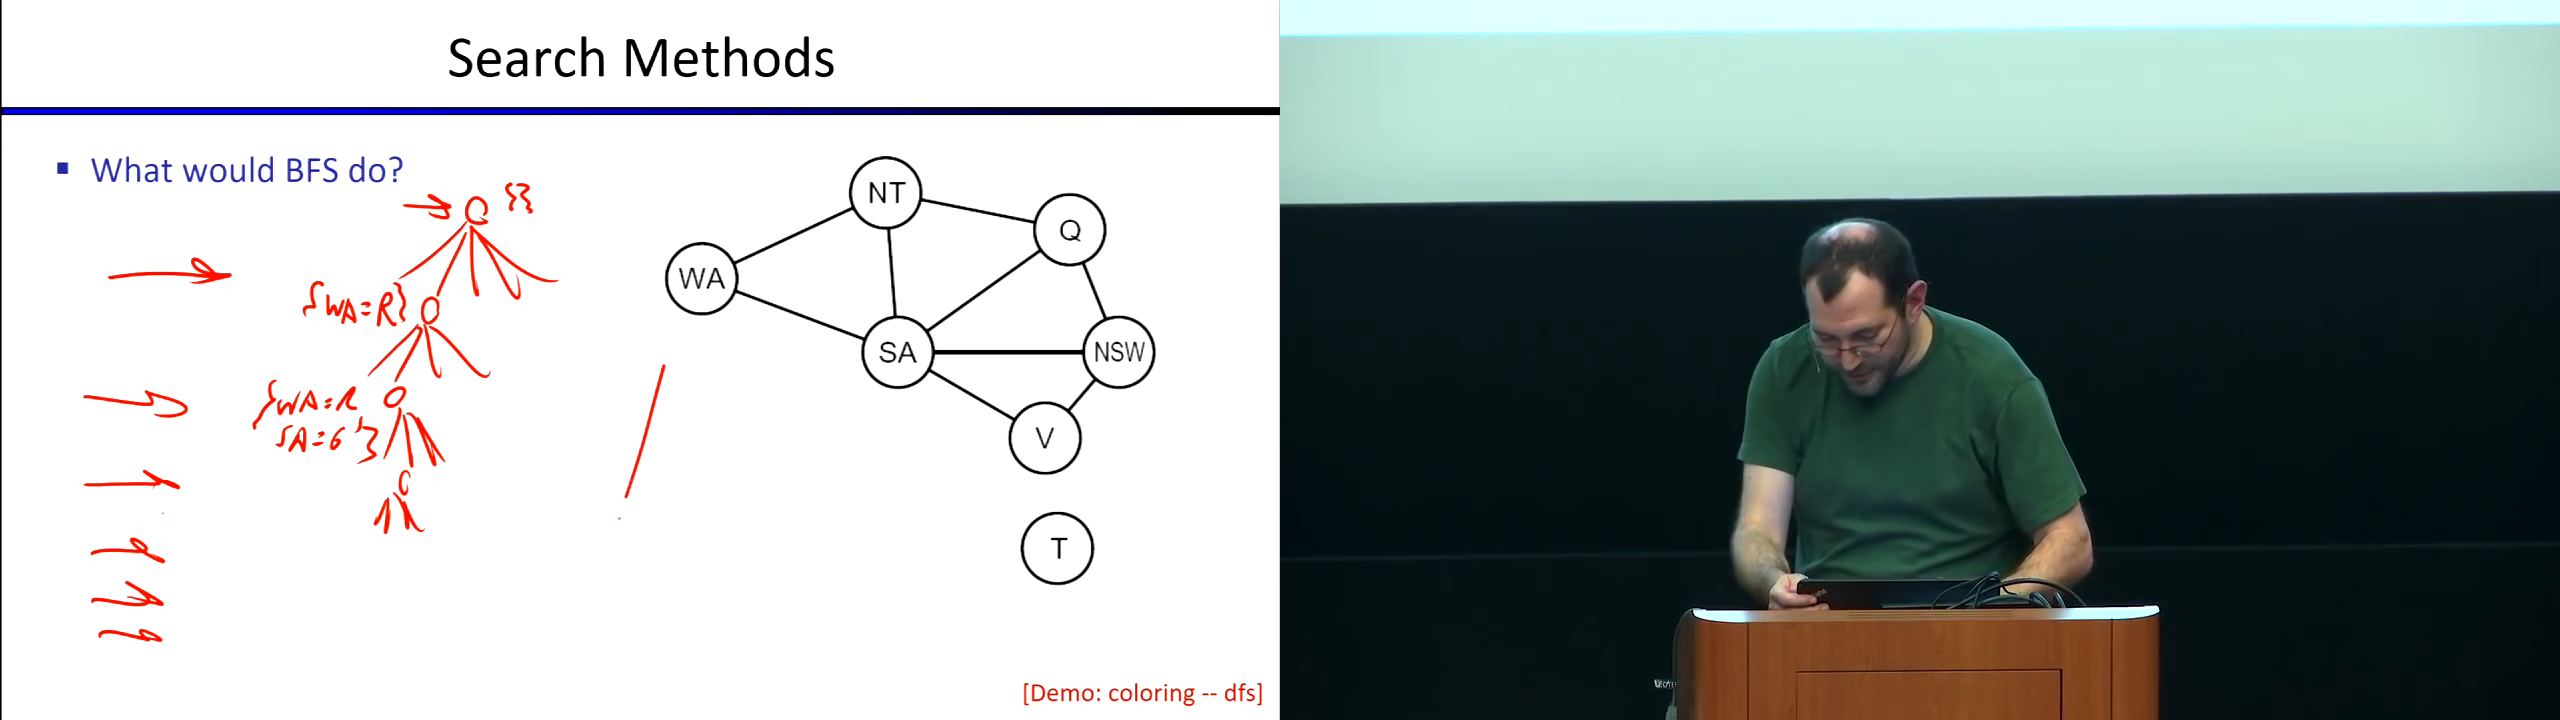 Search Methods
What would BFS do?
{}
{WA=R}
{WA=R
SA=G}
NT
Q
WA
SA
NSW
V
T
[Demo: coloring -- dfs]